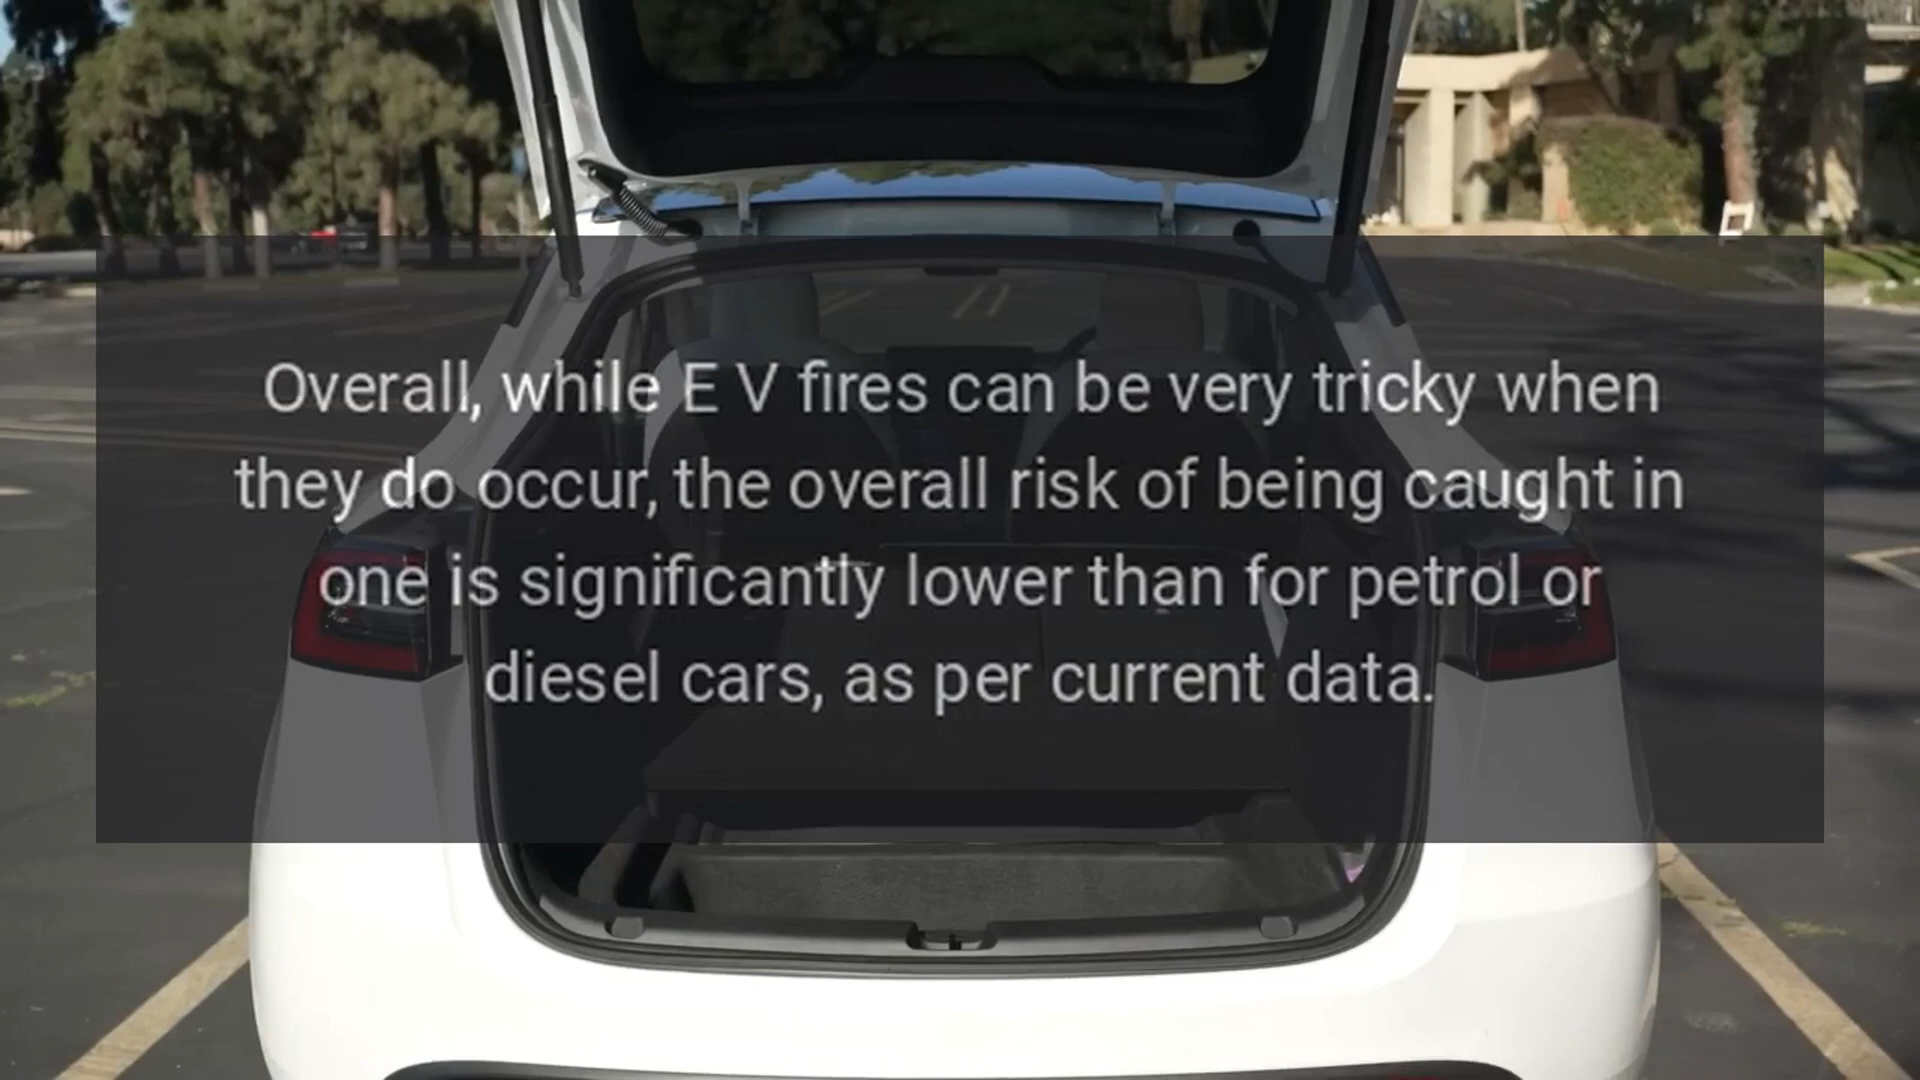 Overall, while E V fires can be very tricky when
they do occur, the overall risk of being caught in
one is significantly lower than for petrol or
diesel cars, as per current data.